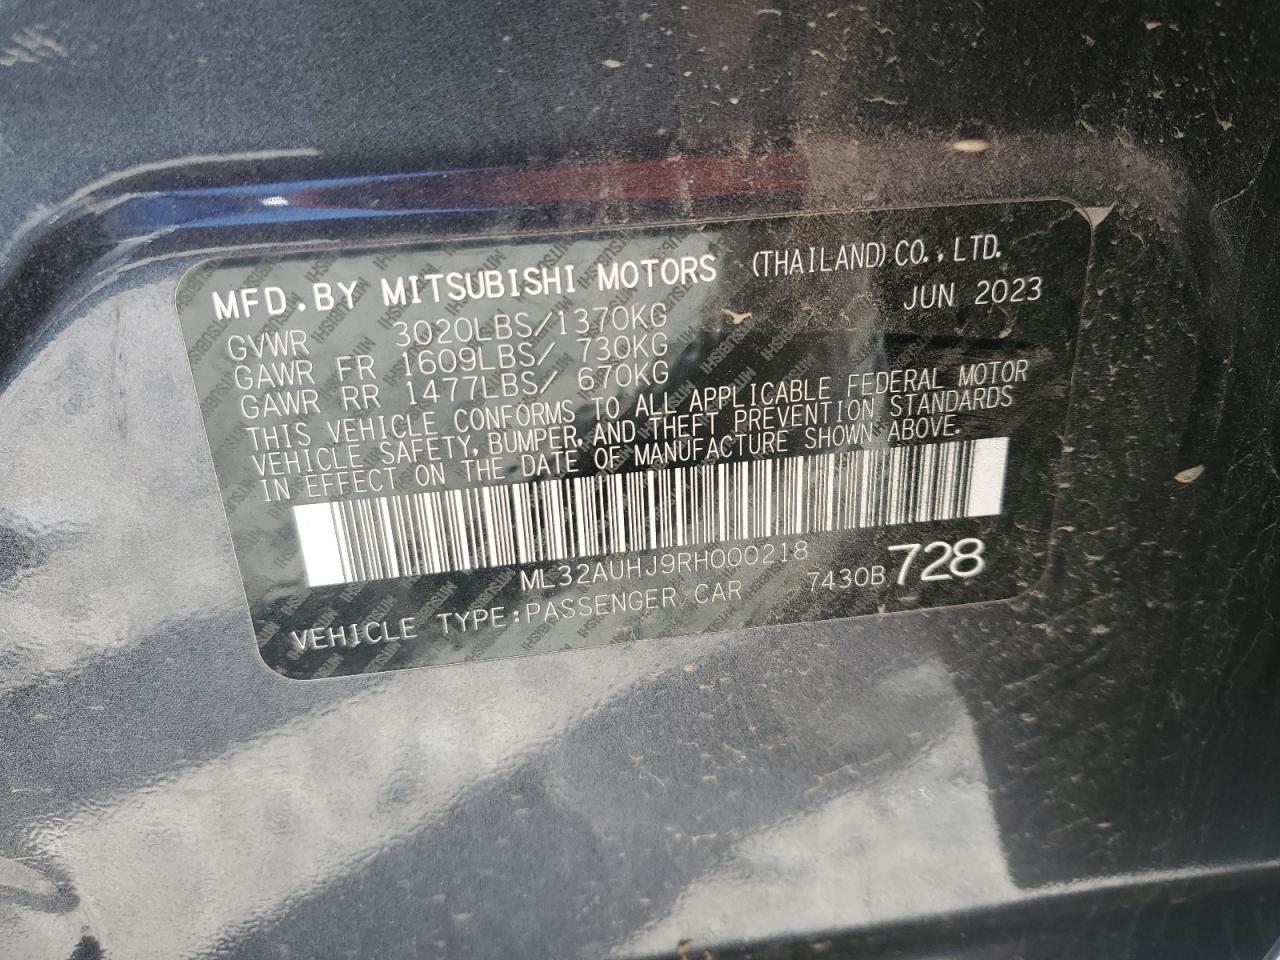 MFD.BY MITSUBISHI MOTORS (THAILAND)CO.,LTD.
JUN 2023
GVWR 3020LBS/1370KG
GAWR FR 1609LBS/ 730KG
GAWR RR 1477LBS/ 670KG
THIS VEHICLE CONFORMS TO ALL APPLICABLE FEDERAL MOTOR
VEHICLE SAFETY, BUMPER, AND THEFT PREVENTION STANDARDS
IN EFFECT ON THE DATE OF MANUFACTURE SHOWN ABOVE.
ML32AUHJ9RH000218
VEHICLE TYPE:PASSENGER CAR 7430B 728